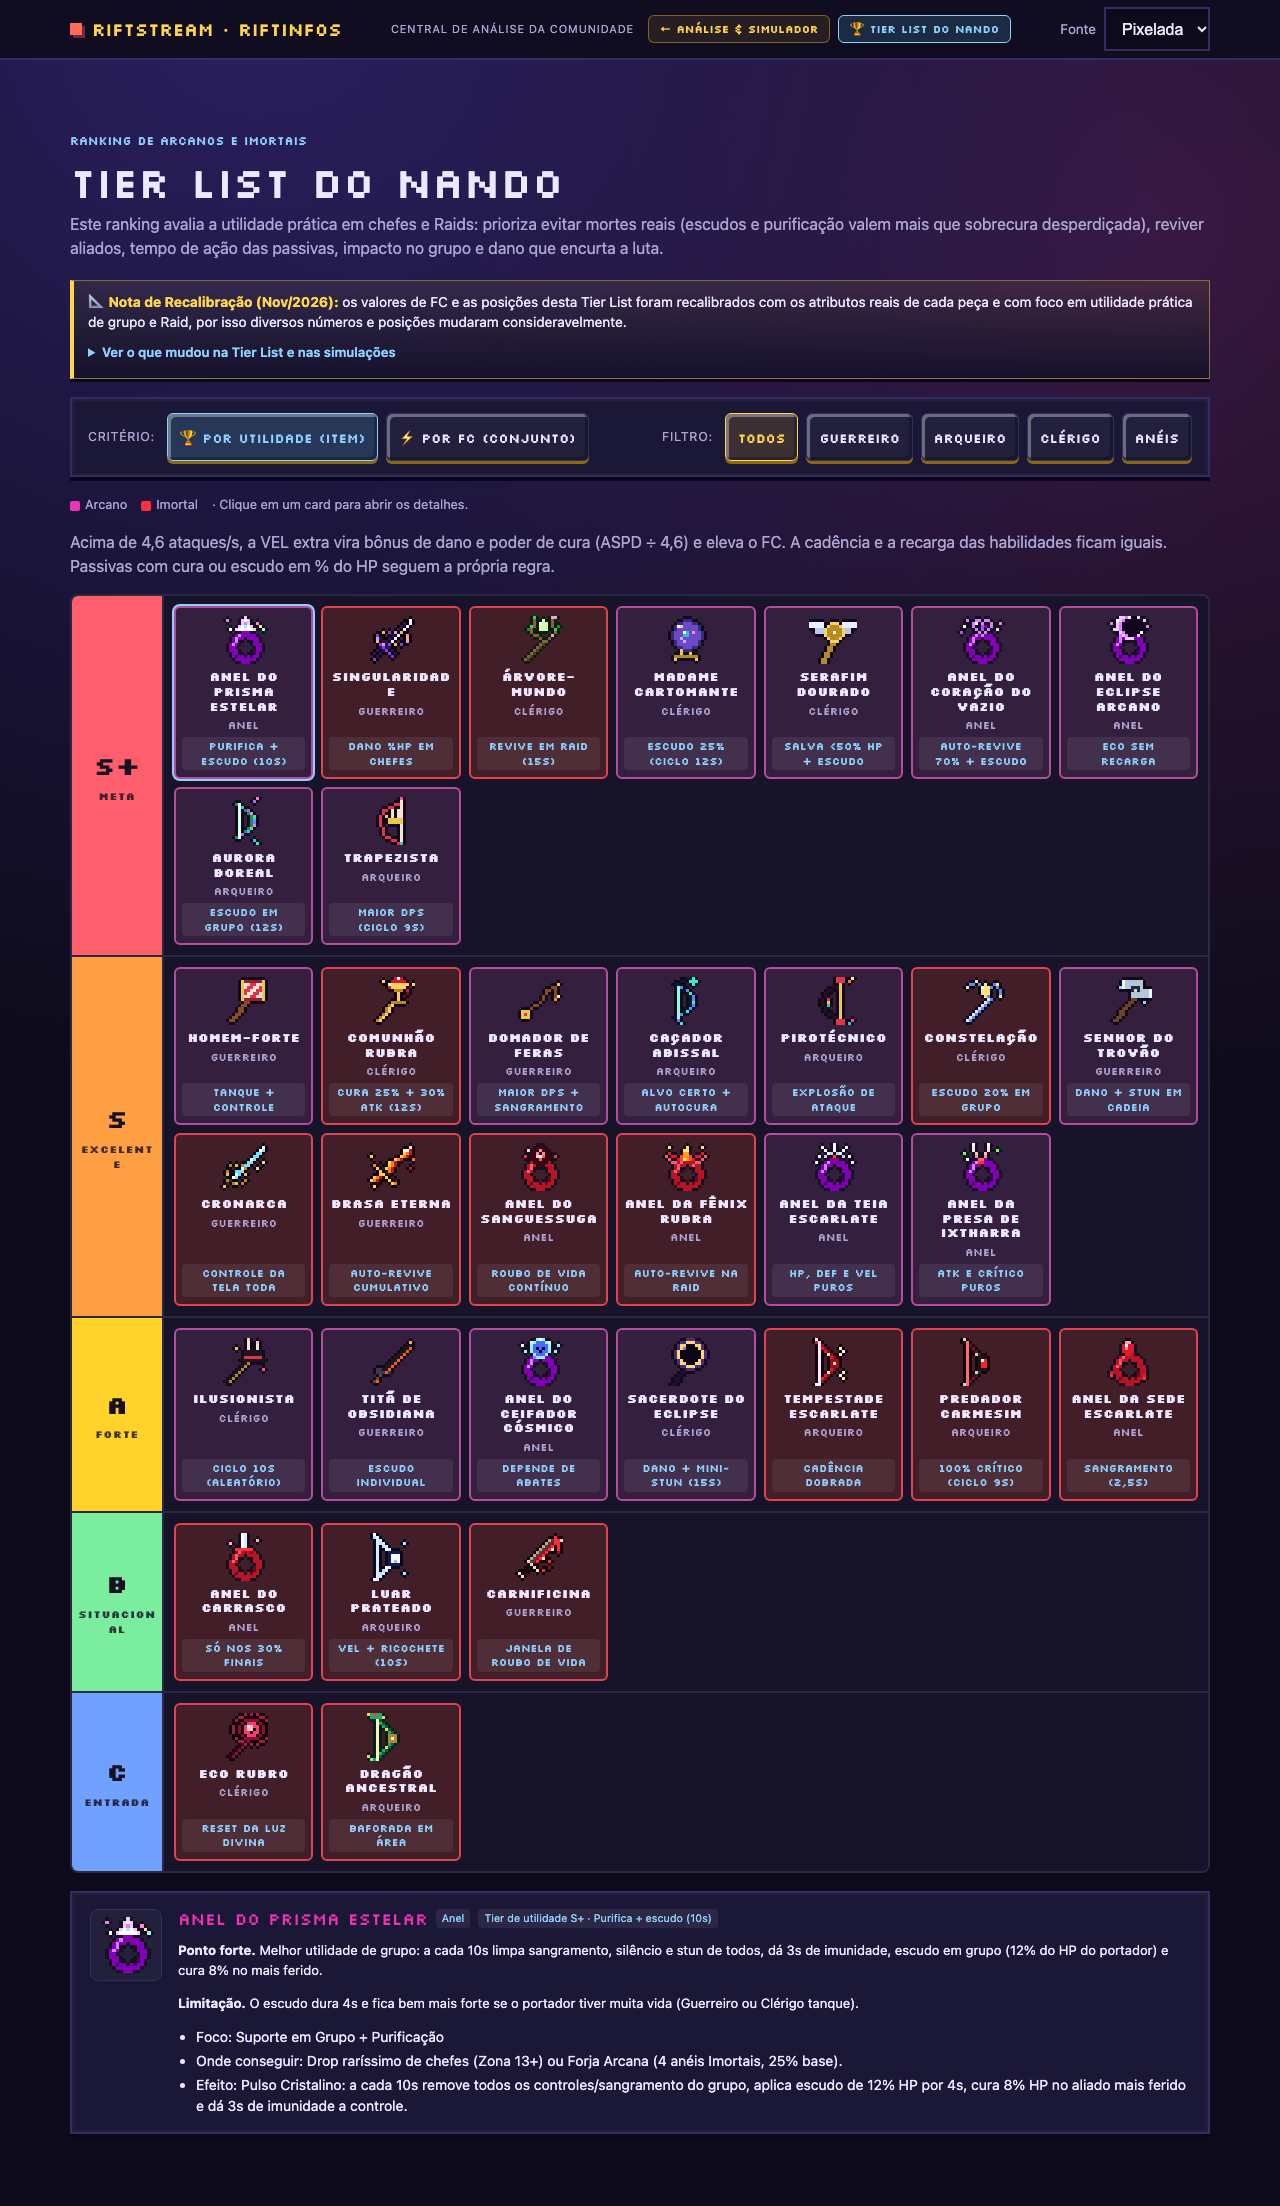 RIFTSTREAM · RIFTINFOS
CENTRAL DE ANÁLISE DA COMUNIDADE
← ANÁLISE & SIMULADOR
🏆 TIER LIST DO NANDO
Fonte
Pixelada
RANKING DE ARCANOS E IMORTAIS
TIER LIST DO NANDO
Este ranking avalia a utilidade prática em chefes e Raids: prioriza evitar mortes reais (escudos e purificação valem mais que sobrecura desperdiçada), reviver
aliados, tempo de ação das passivas, impacto no grupo e dano que encurta a luta.
📐 Nota de Recalibração (Nov/2026): os valores de FC e as posições desta Tier List foram recalibrados com os atributos reais de cada peça e com foco em utilidade prática
de grupo e Raid, por isso diversos números e posições mudaram consideravelmente.
▶ Ver o que mudou na Tier List e nas simulações
CRITÉRIO:
🏆 POR UTILIDADE (ITEM)
⚡ POR FC (CONJUNTO)
FILTRO:
TODOS
GUERREIRO
ARQUEIRO
CLÉRIGO
ANÉIS
Arcano
Imortal
· Clique em um card para abrir os detalhes.
Acima de 4,6 ataques/s, a VEL extra vira bônus de dano e poder de cura (ASPD ÷ 4,6) e eleva o FC. A cadência e a recarga das habilidades ficam iguais.
Passivas com cura ou escudo em % do HP seguem a própria regra.
S+
META
ANEL DO
PRISMA
ESTELAR
ANEL
PURIFICA +
ESCUDO (10S)
SINGULARIDAD
E
GUERREIRO
DANO %HP EM
CHEFES
ÁRVORE-
MUNDO
CLÉRIGO
REVIVE EM RAID
(15S)
MADAME
CARTOMANTE
CLÉRIGO
ESCUDO 25%
(CICLO 12S)
SERAFIM
DOURADO
CLÉRIGO
SALVA <50% HP
+ ESCUDO
ANEL DO
CORAÇÃO DO
VAZIO
ANEL
AUTO-REVIVE
70% + ESCUDO
ANEL DO
ECLIPSE
ARCANO
ANEL
ECO SEM
RECARGA
AURORA
BOREAL
ARQUEIRO
ESCUDO EM
GRUPO (12S)
TRAPEZISTA
ARQUEIRO
MAIOR DPS
(CICLO 9S)
S
EXCELENT
E
HOMEM-FORTE
GUERREIRO
TANQUE +
CONTROLE
COMUNHÃO
RUBRA
CLÉRIGO
CURA 25% + 30%
ATK (12S)
DOMADOR DE
FERAS
GUERREIRO
MAIOR DPS +
SANGRAMENTO
CAÇADOR
ABISSAL
ARQUEIRO
ALVO CERTO +
AUTOCURA
PIROTÉCNICO
ARQUEIRO
EXPLOSÃO DE
ATAQUE
CONSTELAÇÃO
CLÉRIGO
ESCUDO 20% EM
GRUPO
SENHOR DO
TROVÃO
GUERREIRO
DANO + STUN EM
CADEIA
CRONARCA
GUERREIRO
CONTROLE DA
TELA TODA
BRASA ETERNA
GUERREIRO
AUTO-REVIVE
CUMULATIVO
ANEL DO
SANGUESSUGA
ANEL
ROUBO DE VIDA
CONTÍNUO
ANEL DA FÊNIX
RUBRA
ANEL
AUTO-REVIVE NA
RAID
ANEL DA TEIA
ESCARLATE
ANEL
HP, DEF E VEL
PUROS
ANEL DA
PRESA DE
IXTHARRA
ANEL
ATK E CRÍTICO
PUROS
A
FORTE
ILUSIONISTA
CLÉRIGO
CICLO 10S
(ALEATÓRIO)
TITÃ DE
OBSIDIANA
GUERREIRO
ESCUDO
INDIVIDUAL
ANEL DO
CEIFADOR
CÓSMICO
ANEL
DEPENDE DE
ABATES
SACERDOTE DO
ECLIPSE
CLÉRIGO
DANO + MINI-
STUN (15S)
TEMPESTADE
ESCARLATE
ARQUEIRO
CADÊNCIA
DOBRADA
PREDADOR
CARMESIM
ARQUEIRO
100% CRÍTICO
(CICLO 9S)
ANEL DA SEDE
ESCARLATE
ANEL
SANGRAMENTO
(2,5S)
B
SITUACION
AL
ANEL DO
CARRASCO
ANEL
SÓ NOS 30%
FINAIS
LUAR
PRATEADO
ARQUEIRO
VEL + RICOCHETE
(10S)
CARNIFICINA
GUERREIRO
JANELA DE
ROUBO DE VIDA
C
ENTRADA
ECO RUBRO
CLÉRIGO
RESET DA LUZ
DIVINA
DRAGÃO
ANCESTRAL
ARQUEIRO
BAFORADA EM
ÁREA
ANEL DO PRISMA ESTELAR
Anel
Tier de utilidade S+ · Purifica + escudo (10s)
Ponto forte. Melhor utilidade de grupo: a cada 10s limpa sangramento, silêncio e stun de todos, dá 3s de imunidade, escudo em grupo (12% do HP do portador) e
cura 8% no mais ferido.
Limitação. O escudo dura 4s e fica bem mais forte se o portador tiver muita vida (Guerreiro ou Clérigo tanque).
• Foco: Suporte em Grupo + Purificação
• Onde conseguir: Drop raríssimo de chefes (Zona 13+) ou Forja Arcana (4 anéis Imortais, 25% base).
• Efeito: Pulso Cristalino: a cada 10s remove todos os controles/sangramento do grupo, aplica escudo de 12% HP por 4s, cura 8% HP no aliado mais ferido
e dá 3s de imunidade a controle.